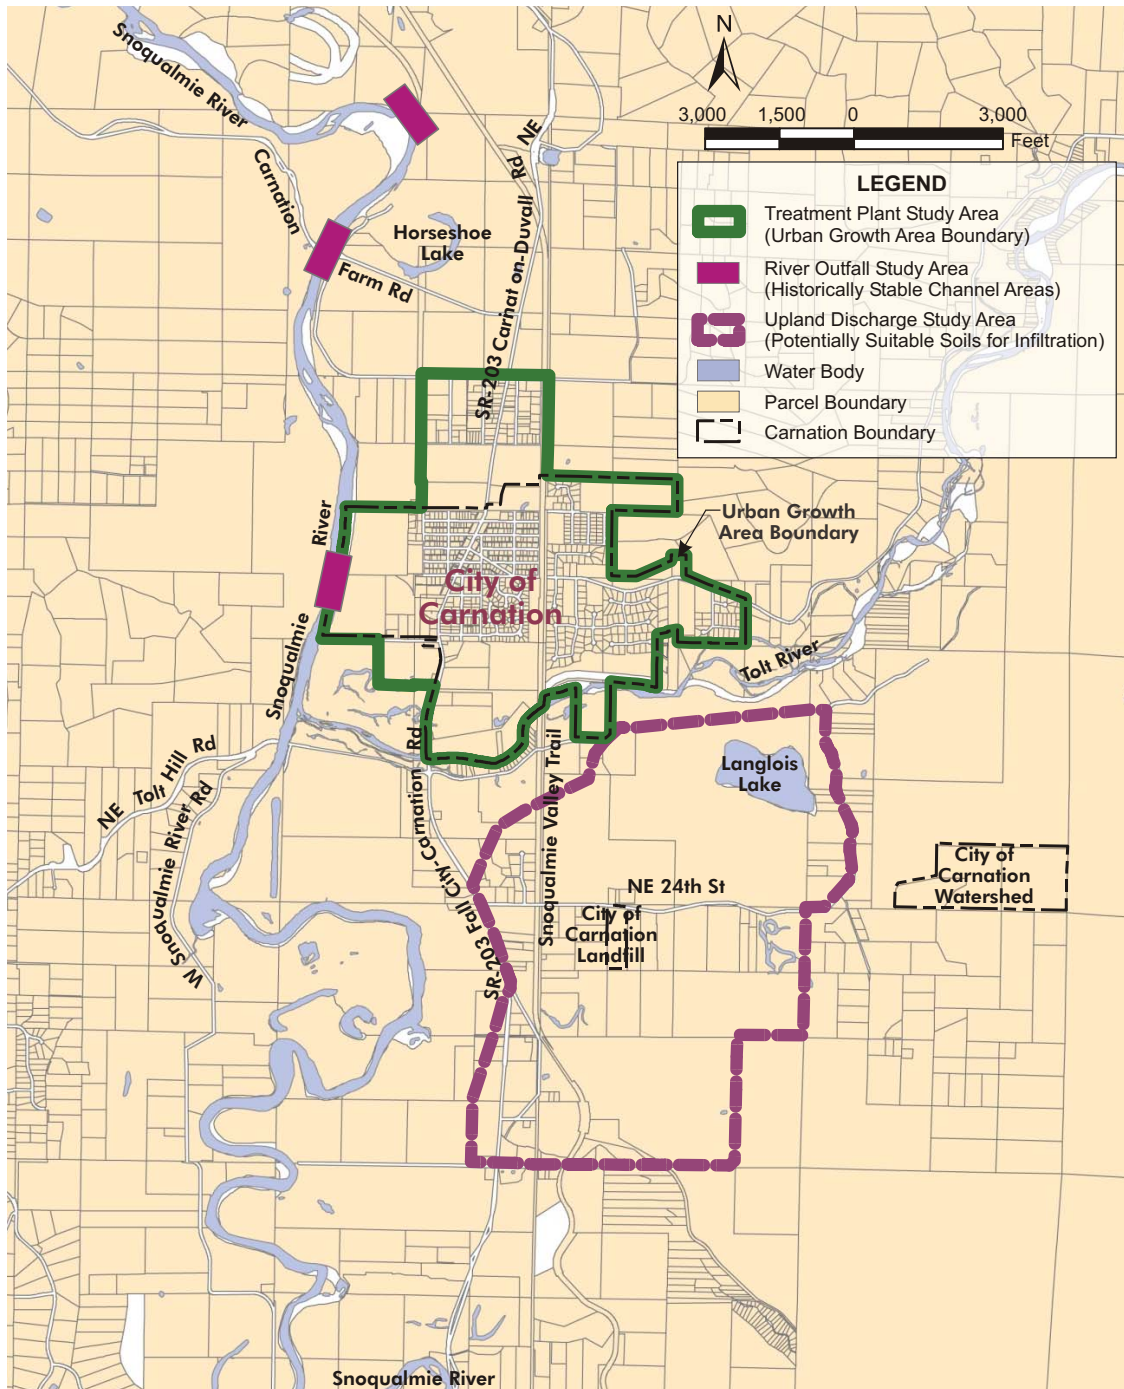 Snoqualmie River
N
3,000 1,500 0 3,000
Feet
Carnation
Farm Rd
Horseshoe
Lake
SR-203 Carnat on-Duvall Rd NE
LEGEND
Treatment Plant Study Area
(Urban Growth Area Boundary)
River Outfall Study Area
(Historically Stable Channel Areas)
Upland Discharge Study Area
(Potentially Suitable Soils for Infiltration)
Water Body
Parcel Boundary
Carnation Boundary
Urban Growth
Area Boundary
City of
Carnation
Snoqualmie River
Tolt River
NE Tolt Hill Rd
W Snoqualmie River Rd
SR-203 Fall City-Carnation Rd
Snoqualmie Valley Trail
Langlois
Lake
NE 24th St
City of
Carnation
Landfill
City of
Carnation
Watershed
Snoqualmie River